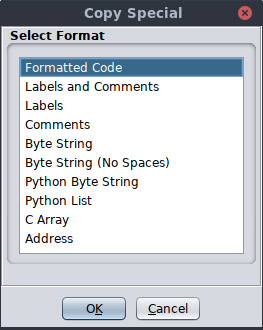 Copy Special
Select Format
Formatted Code
Labels and Comments
Labels
Comments
Byte String
Byte String (No Spaces)
Python Byte String
Python List
C Array
Address
OK Cancel